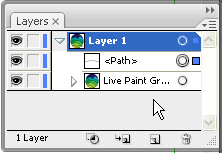 Layers ×
Layer 1
<Path>
Live Paint Gr...
1 Layer